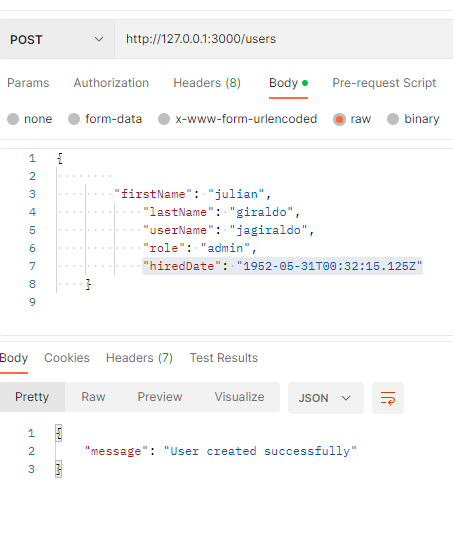 POST http://127.0.0.1:3000/users
Params Authorization Headers (8) Body Pre-request Script
none form-data x-www-form-urlencoded raw binary
1 {
2
3 "firstName": "julian",
4 "lastName": "giraldo",
5 "userName": "jagiraldo",
6 "role": "admin",
7 "hiredDate": "1952-05-31T00:32:15.125Z"
8 }
9
Body Cookies Headers (7) Test Results
Pretty Raw Preview Visualize JSON
1 {
2 "message": "User created successfully"
3 }